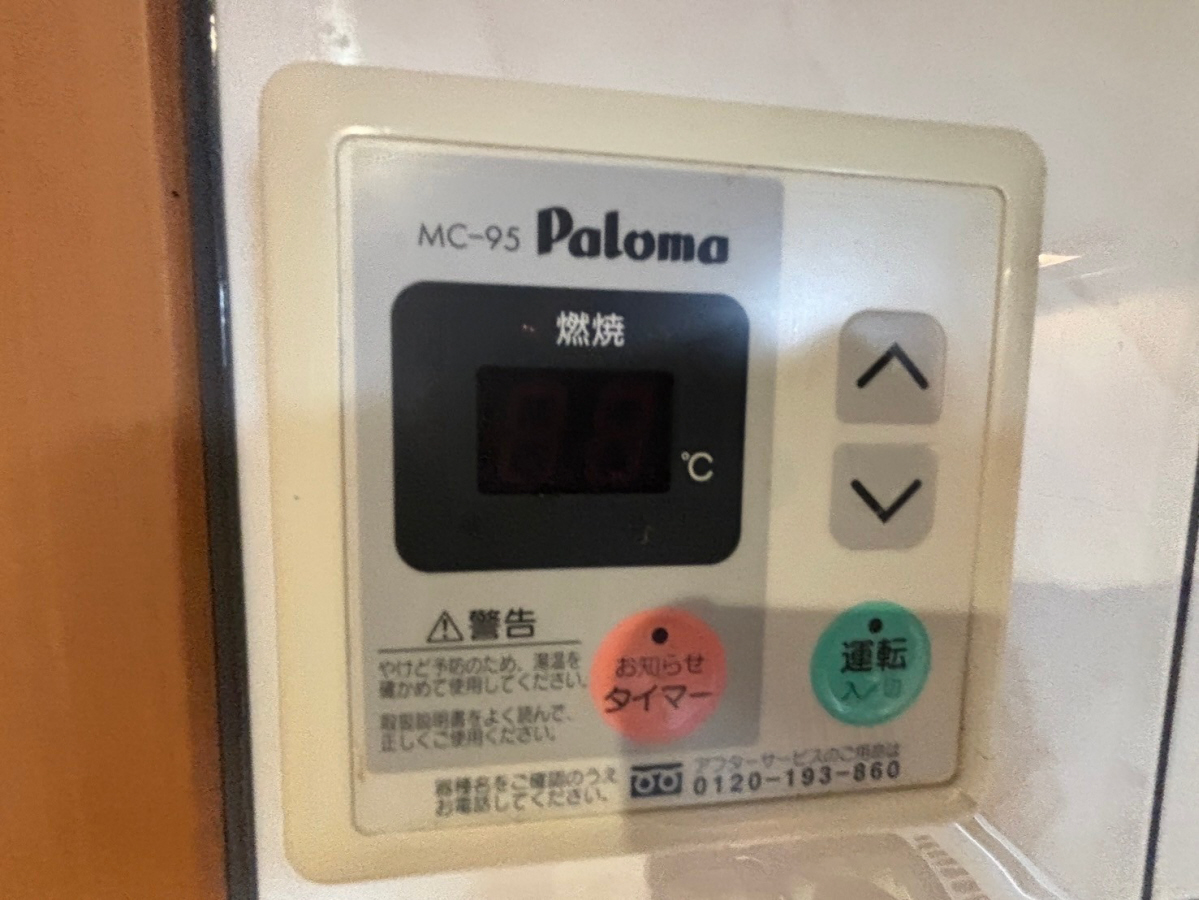 MC-95 Paloma
燃焼
℃
⚠警告
やけど予防のため、湯温を
確かめて使用してください。
取扱説明書をよく読んで、
正しくご使用ください。
お知らせ
タイマー
運転
入/切
器種名をご確認のうえ
お電話してください。
アフターサービスのご用命は
0120-193-860